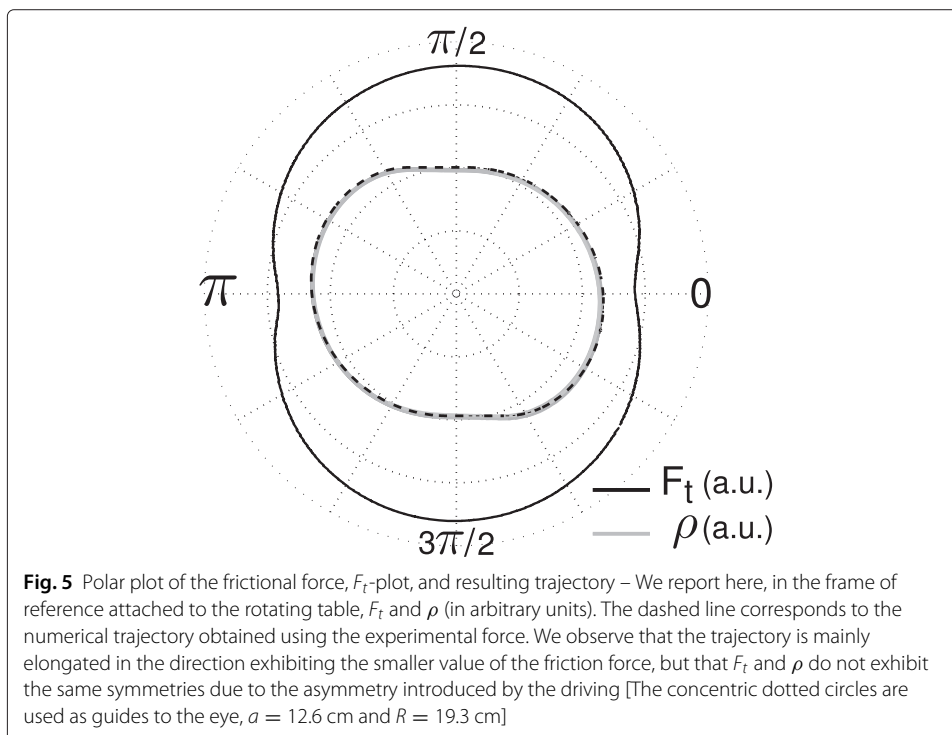 π/2
π
0
Fₜ (a.u.)
ρ (a.u.)
3π/2
Fig. 5 Polar plot of the frictional force, Fₜ-plot, and resulting trajectory – We report here, in the frame of
reference attached to the rotating table, Fₜ and ρ (in arbitrary units). The dashed line corresponds to the
numerical trajectory obtained using the experimental force. We observe that the trajectory is mainly
elongated in the direction exhibiting the smaller value of the friction force, but that Fₜ and ρ do not exhibit
the same symmetries due to the asymmetry introduced by the driving [The concentric dotted circles are
used as guides to the eye, a = 12.6 cm and R = 19.3 cm]